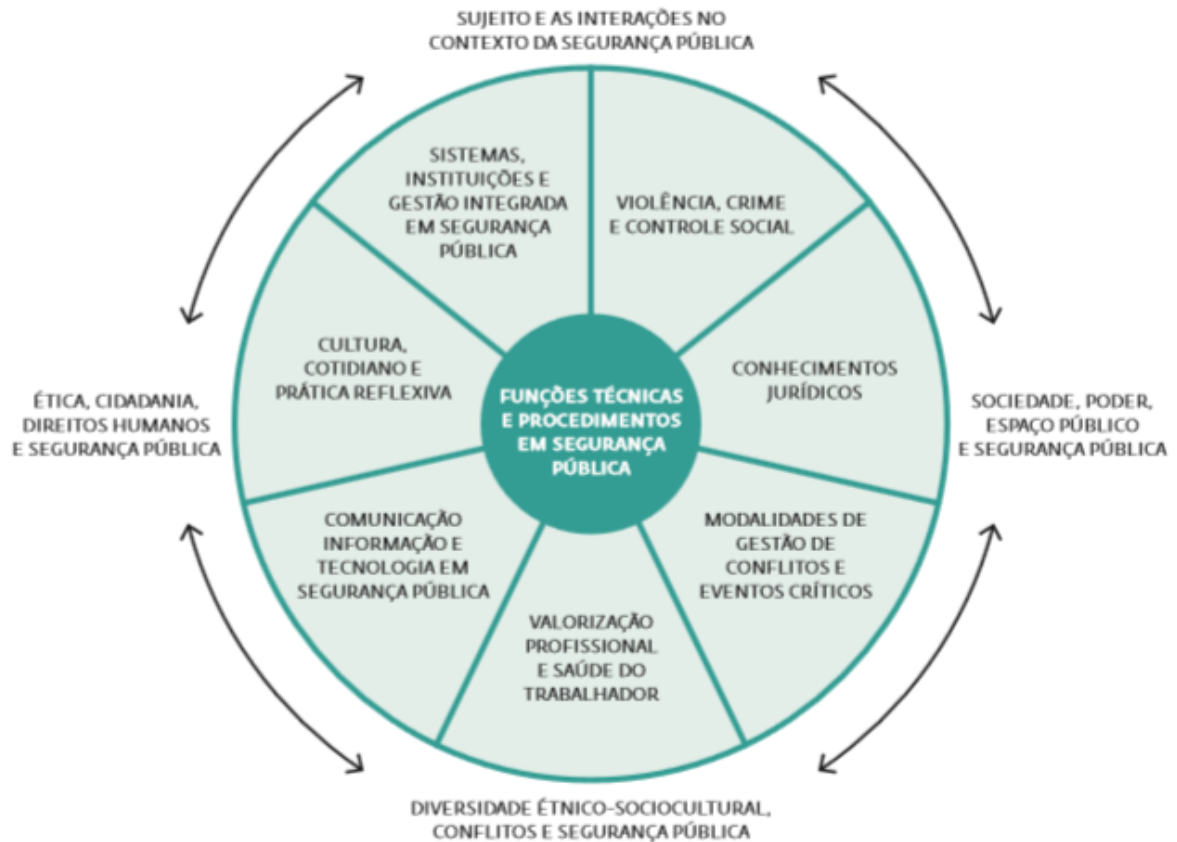 SUJEITO E AS INTERAÇÕES NO
CONTEXTO DA SEGURANÇA PÚBLICA
SISTEMAS,
INSTITUIÇÕES E
GESTÃO INTEGRADA
EM SEGURANÇA
PÚBLICA
VIOLÊNCIA, CRIME
E CONTROLE SOCIAL
CULTURA,
COTIDIANO E
PRÁTICA REFLEXIVA
CONHECIMENTOS
JURÍDICOS
FUNÇÕES TÉCNICAS
E PROCEDIMENTOS
EM SEGURANÇA
PÚBLICA
ÉTICA, CIDADANIA,
DIREITOS HUMANOS
E SEGURANÇA PÚBLICA
SOCIEDADE, PODER,
ESPAÇO PÚBLICO
E SEGURANÇA PÚBLICA
COMUNICAÇÃO
INFORMAÇÃO E
TECNOLOGIA EM
SEGURANÇA PÚBLICA
MODALIDADES DE
GESTÃO DE
CONFLITOS E
EVENTOS CRÍTICOS
VALORIZAÇÃO
PROFISSIONAL
E SAÚDE DO
TRABALHADOR
DIVERSIDADE ÉTNICO-SOCIOCULTURAL,
CONFLITOS E SEGURANÇA PÚBLICA